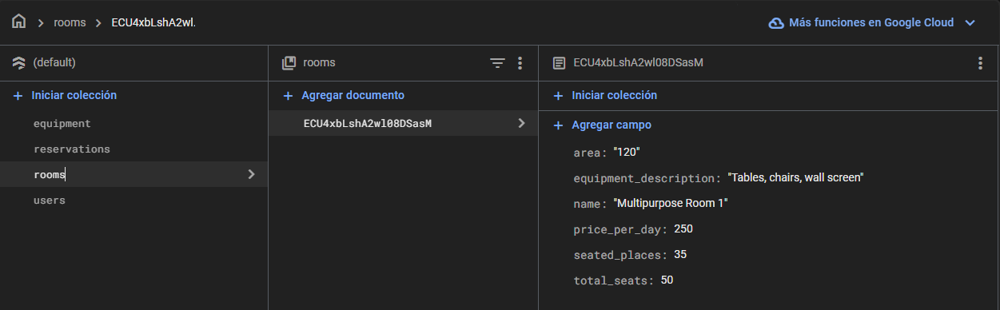 rooms > ECU4xbLshA2wl.
Más funciones en Google Cloud
(default)
rooms
ECU4xbLshA2wl08DSasM
+ Iniciar colección
+ Agregar documento
+ Iniciar colección
equipment
reservations
rooms
users
ECU4xbLshA2wl08DSasM
+ Agregar campo
area: "120"
equipment_description: "Tables, chairs, wall screen"
name: "Multipurpose Room 1"
price_per_day: 250
seated_places: 35
total_seats: 50